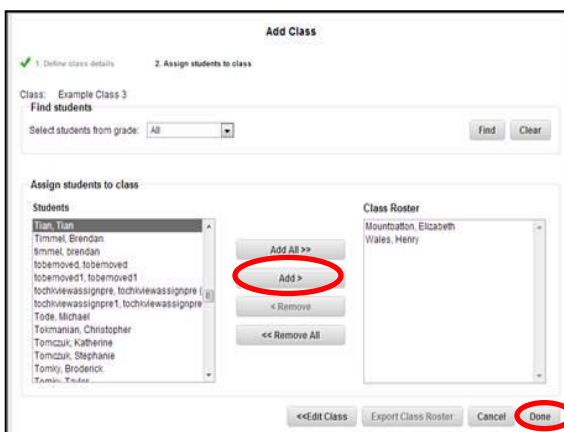 Add Class
1. Define class details 2. Assign students to class
Class: Example Class 3
Find students
Select students from grade: All Find Clear
Assign students to class
Students Class Roster
Tian, Tian Mountbatton, Elizabeth
Timmel, Brendan Wales, Henry
timmel, brendan
tobemoved, tobemoved
tobemoved1, tobemoved1
tochkviewassignpre, tochkviewassignpre (
tochkviewassignpre1, tochkviewassignpre
Tode, Michael
Tokmanian, Christopher
Tomczuk, Katherine
Tomczuk, Stephanie
Tomky, Broderick
Tomky, Taylor
Add All >>
Add >
< Remove
<< Remove All
<<Edit Class Export Class Roster Cancel Done